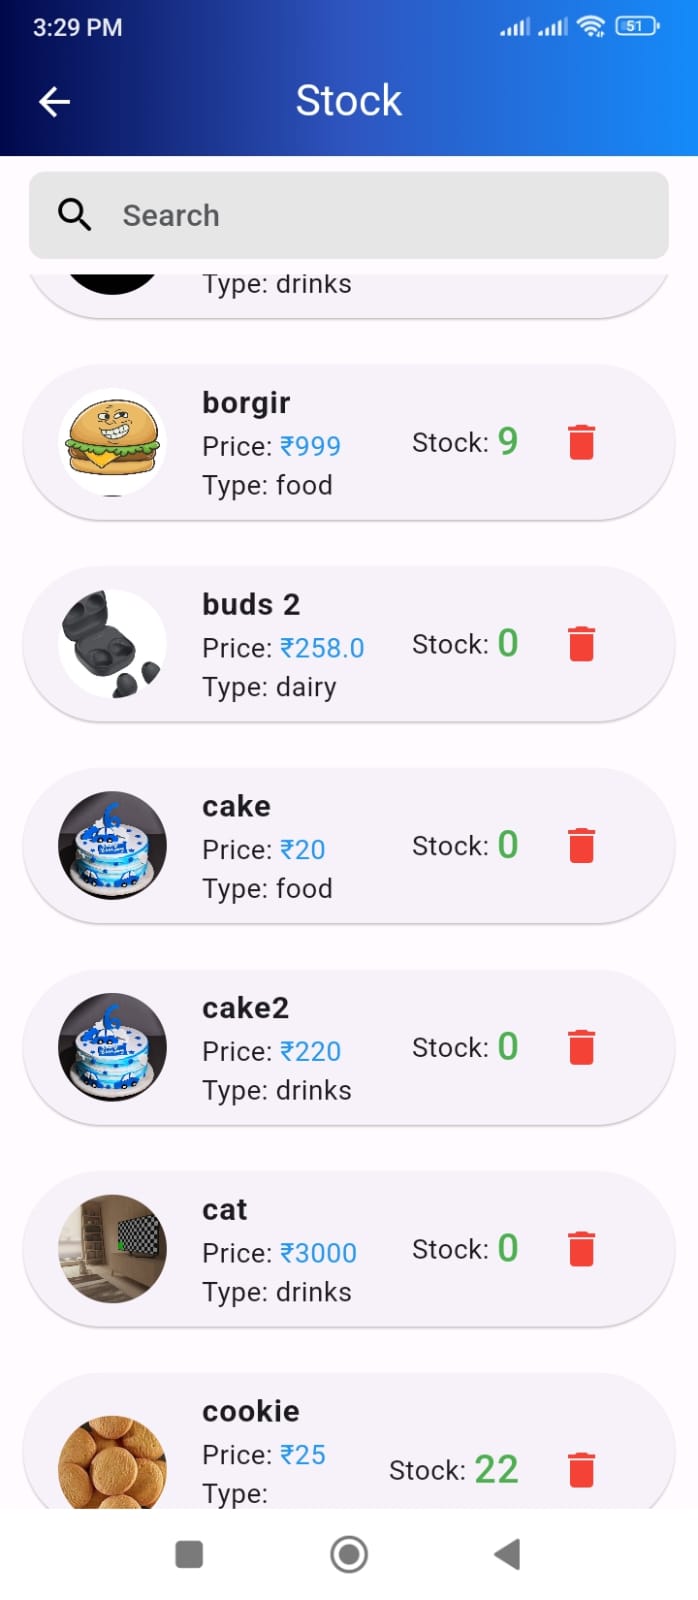 3:29 PM
51
Stock
Search
Type: drinks
borgir
Price: ₹999
Type: food
Stock: 9
buds 2
Price: ₹258.0
Type: dairy
Stock: 0
cake
Price: ₹20
Type: food
Stock: 0
cake2
Price: ₹220
Type: drinks
Stock: 0
cat
Price: ₹3000
Type: drinks
Stock: 0
cookie
Price: ₹25
Type:
Stock: 22